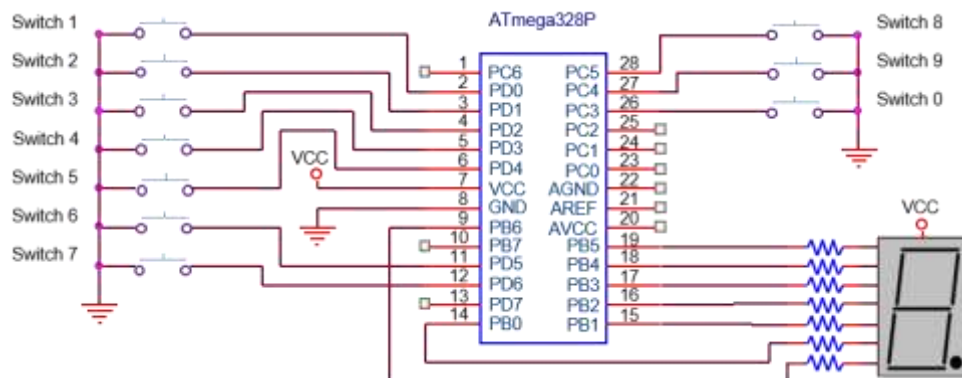 ATmega328P
Switch 1
Switch 2
Switch 3
Switch 4
Switch 5
Switch 6
Switch 7
VCC
1 PC6
2 PD0
3 PD1
4 PD2
5 PD3
6 PD4
7 VCC
8 GND
9 PB6
10 PB7
11 PD5
12 PD6
13 PD7
14 PB0
PC5 28
PC4 27
PC3 26
PC2 25
PC1 24
PC0 23
AGND 22
AREF 21
AVCC 20
PB5 19
PB4 18
PB3 17
PB2 16
PB1 15
Switch 8
Switch 9
Switch 0
VCC